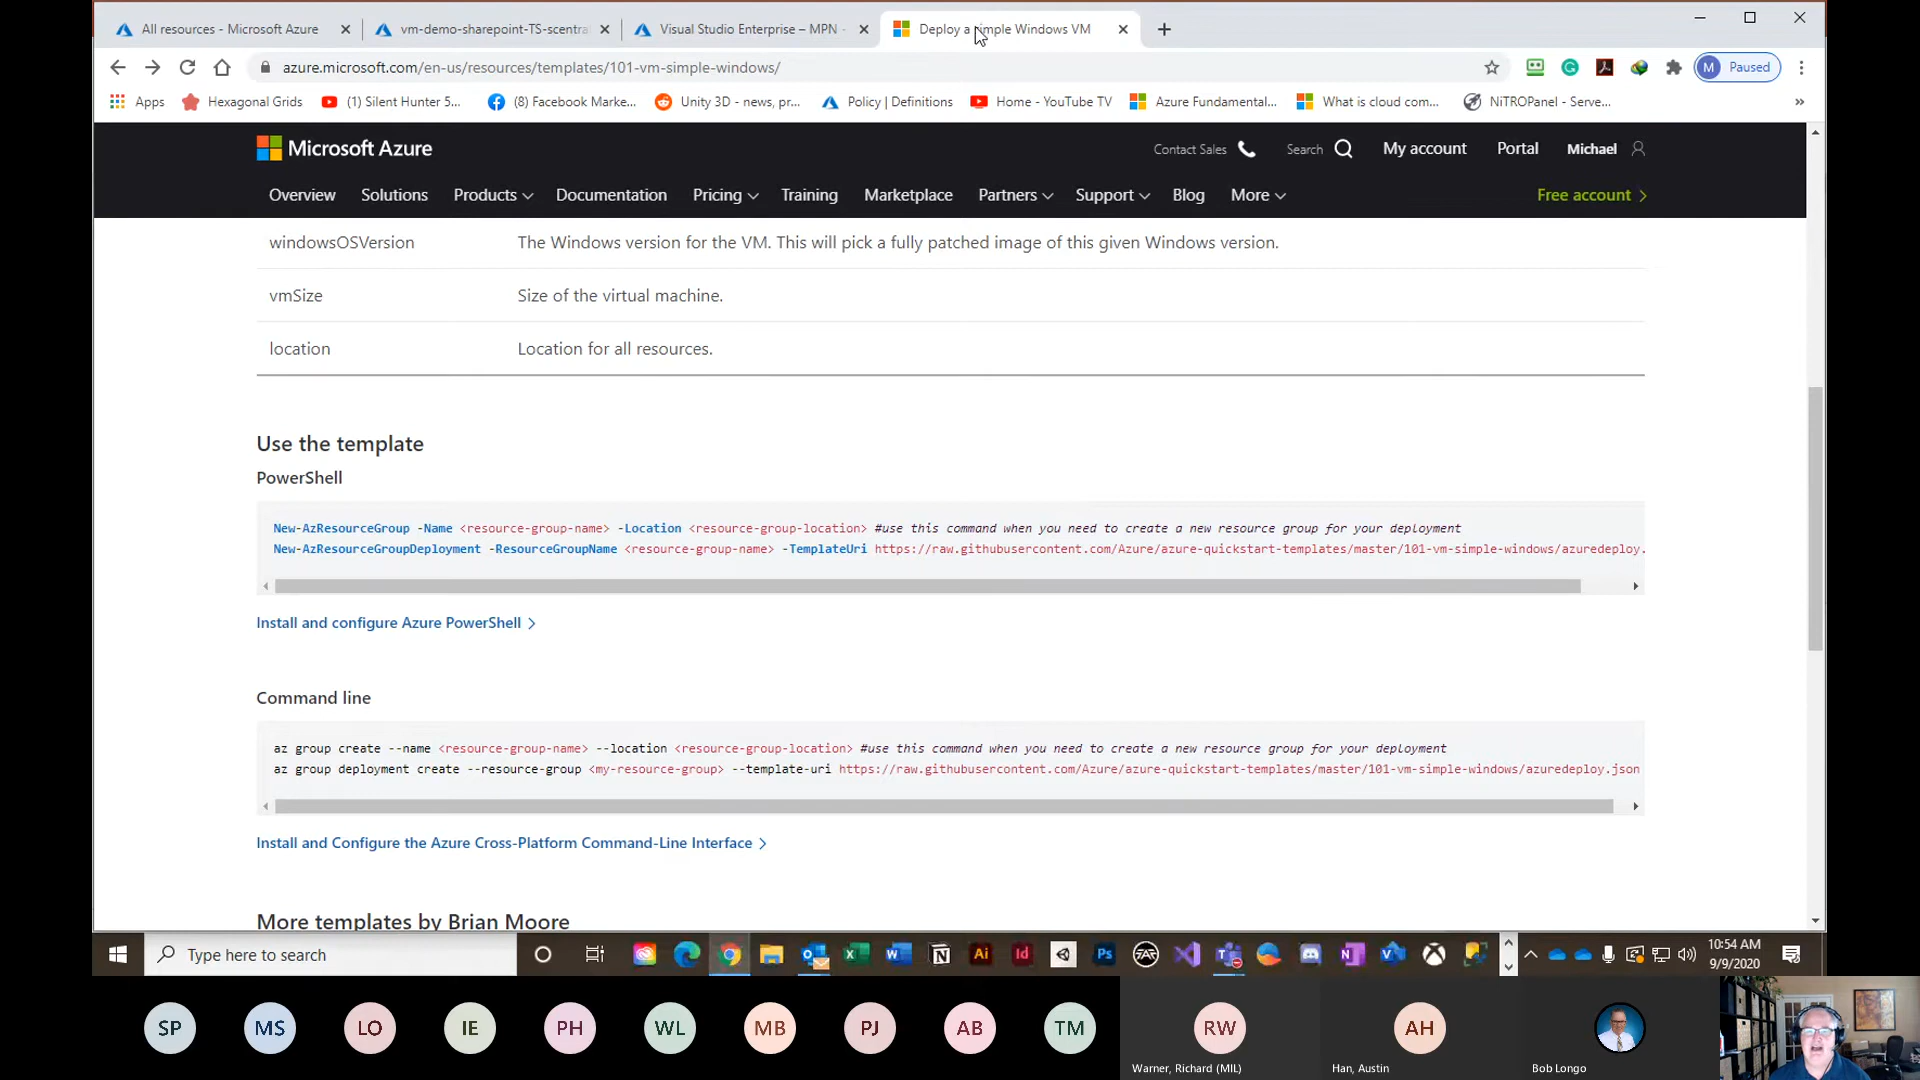 All resources - Microsoft Azure
vm-demo-sharepoint-TS-scentra
Visual Studio Enterprise – MPN -
Deploy a simple Windows VM
azure.microsoft.com/en-us/resources/templates/101-vm-simple-windows/
M Paused
Apps
Hexagonal Grids
(1) Silent Hunter 5...
(8) Facebook Marke...
Unity 3D - news, pr...
Policy | Definitions
Home - YouTube TV
Azure Fundamental...
What is cloud com...
NiTROPanel - Serve...
»
Microsoft Azure
Contact Sales
Search
My account
Portal
Michael
Overview
Solutions
Products
Documentation
Pricing
Training
Marketplace
Partners
Support
Blog
More
Free account
windowsOSVersion The Windows version for the VM. This will pick a fully patched image of this given Windows version.
vmSize Size of the virtual machine.
location Location for all resources.
Use the template
PowerShell
New-AzResourceGroup -Name <resource-group-name> -Location <resource-group-location> #use this command when you need to create a new resource group for your deployment
New-AzResourceGroupDeployment -ResourceGroupName <resource-group-name> -TemplateUri https://raw.githubusercontent.com/Azure/azure-quickstart-templates/master/101-vm-simple-windows/azuredeploy.
Install and configure Azure PowerShell
Command line
az group create --name <resource-group-name> --location <resource-group-location> #use this command when you need to create a new resource group for your deployment
az group deployment create --resource-group <my-resource-group> --template-uri https://raw.githubusercontent.com/Azure/azure-quickstart-templates/master/101-vm-simple-windows/azuredeploy.json
Install and Configure the Azure Cross-Platform Command-Line Interface
More templates by Brian Moore
Type here to search
Ai
Id
Ps
10:54 AM
9/9/2020
SP
MS
LO
IE
PH
WL
MB
PJ
AB
TM
RW
AH
Warner, Richard (MIL)
Han, Austin
Bob Longo